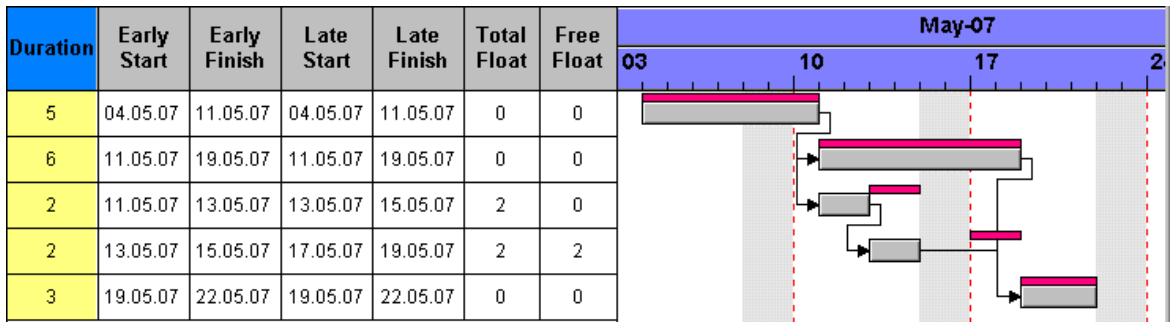 Duration Early Start Early Finish Late Start Late Finish Total Float Free Float May-07
03 10 17 2
5 04.05.07 11.05.07 04.05.07 11.05.07 0 0
6 11.05.07 19.05.07 11.05.07 19.05.07 0 0
2 11.05.07 13.05.07 13.05.07 15.05.07 2 0
2 13.05.07 15.05.07 17.05.07 19.05.07 2 2
3 19.05.07 22.05.07 19.05.07 22.05.07 0 0